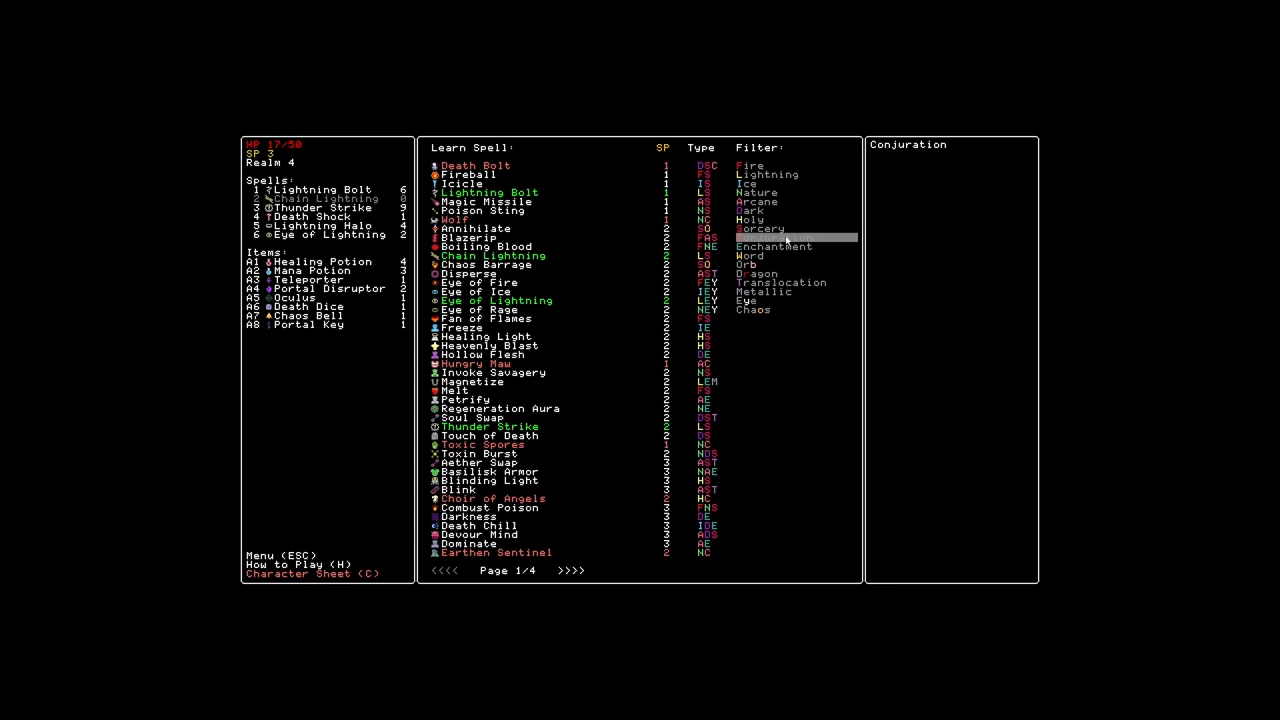 HP 17/50
SP 3
Realm 4
Spells:
1 Lightning Bolt 6
2 Chain Lightning 0
3 Thunder Strike 9
4 Death Shock 1
5 Lightning Halo 4
6 Eye of Lightning 2
Items:
A1 Healing Potion 4
A2 Mana Potion 3
A3 Teleporter 1
A4 Portal Disruptor 2
A5 Oculus 1
A6 Death Dice 1
A7 Chaos Bell 1
A8 Portal Key 1
Menu (ESC)
How to Play (H)
Character Sheet (C)
Learn Spell: SP Type Filter:
Death Bolt 1 DSC Fire
Fireball 1 FS Lightning
Icicle 1 IS Ice
Lightning Bolt 1 LS Nature
Magic Missile 1 AS Arcane
Poison Sting 1 NS Dark
Wolf 1 NC Holy
Annihilate 2 SO Sorcery
Blazerip 2 FAS Conjuration
Boiling Blood 2 FNE Enchantment
Chain Lightning 2 LS Word
Chaos Barrage 2 SO Orb
Disperse 2 AST Dragon
Eye of Fire 2 FEY Translocation
Eye of Ice 2 IEY Metallic
Eye of Lightning 2 LEY Eye
Eye of Rage 2 NEY Chaos
Fan of Flames 2 FS
Freeze 2 IE
Healing Light 2 HS
Heavenly Blast 2 HS
Hollow Flesh 2 DE
Hungry Maw 1 AC
Invoke Savagery 2 NS
Magnetize 2 LEM
Melt 2 FS
Petrify 2 AE
Regeneration Aura 2 NE
Soul Swap 2 DST
Thunder Strike 2 LS
Touch of Death 2 DS
Toxic Spores 1 NC
Toxin Burst 2 NDS
Aether Swap 3 AST
Basilisk Armor 3 NAE
Blinding Light 3 HS
Blink 3 AST
Choir of Angels 2 HC
Combust Poison 3 FNS
Darkness 3 DE
Death Chill 3 IDE
Devour Mind 3 ADS
Dominate 3 AE
Earthen Sentinel 2 NC
<<<< Page 1/4 >>>>
Conjuration